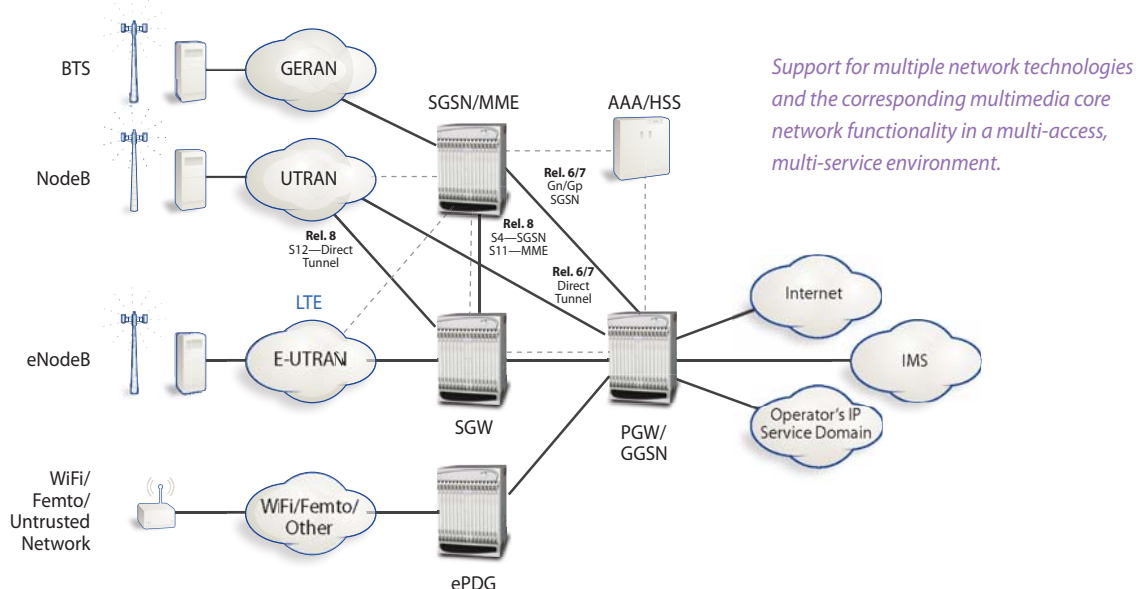 BTS
GERAN
SGSN/MME
AAA/HSS
Support for multiple network technologies
and the corresponding multimedia core
network functionality in a multi-access,
multi-service environment.
NodeB
UTRAN
Rel. 6/7
Gn/Gp
SGSN
Rel. 8
S12—Direct
Tunnel
Rel. 8
S4—SGSN
S11—MME
Rel. 6/7
Direct
Tunnel
LTE
Internet
eNodeB
E-UTRAN
IMS
SGW
PGW/
GGSN
Operator's IP
Service Domain
WiFi/
Femto/
Untrusted
Network
WiFi/Femto/
Other
ePDG